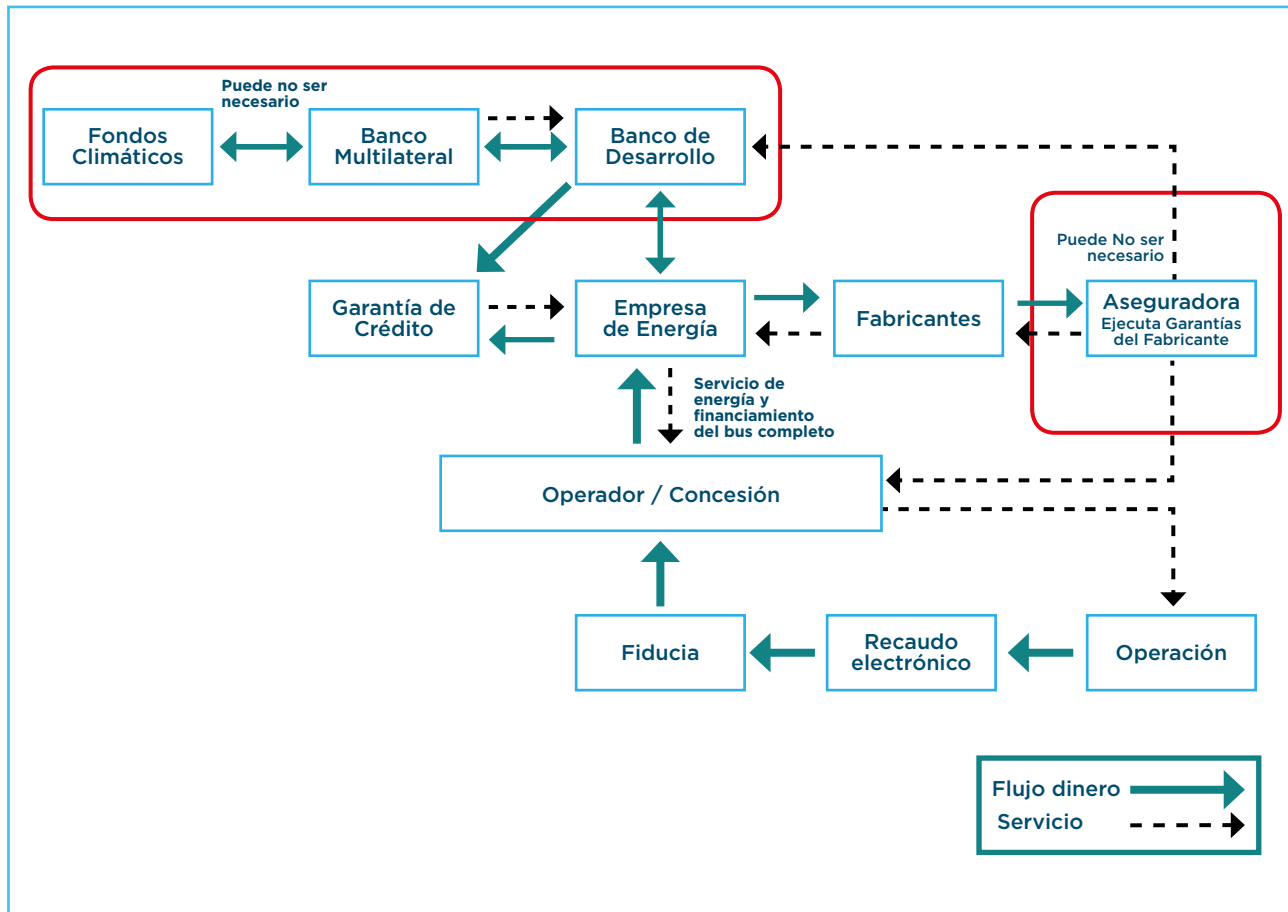 Puede no ser
necesario
Fondos
Climáticos
Banco
Multilateral
Banco de
Desarrollo
Puede No ser
necesario
Garantía de
Crédito
Empresa
de Energía
Fabricantes
Aseguradora
Ejecuta Garantías
del Fabricante
Servicio de
energía y
financiamiento
del bus completo
Operador / Concesión
Fiducia
Recaudo
electrónico
Operación
Flujo dinero
Servicio